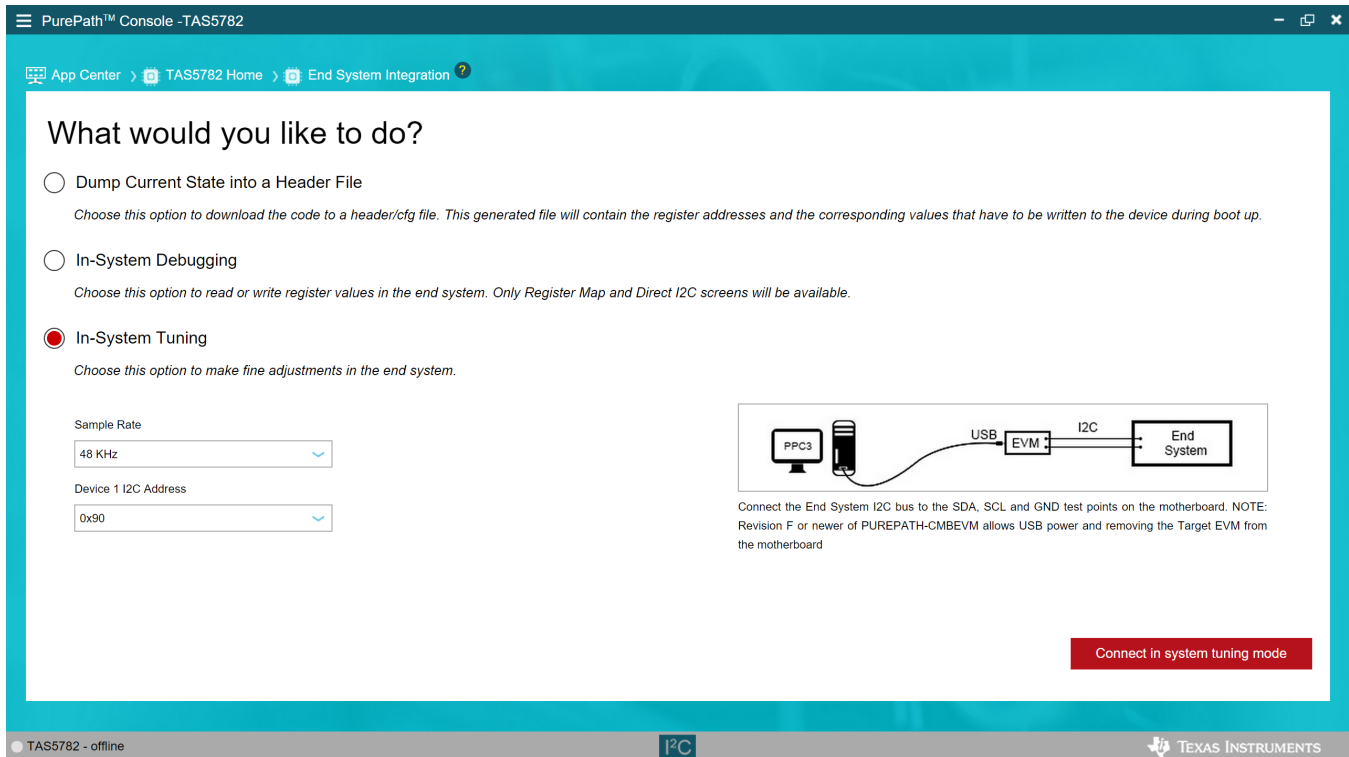 PurePath™ Console -TAS5782
App Center > TAS5782 Home > End System Integration ?
What would you like to do?
Dump Current State into a Header File
Choose this option to download the code to a header/cfg file. This generated file will contain the register addresses and the corresponding values that have to be written to the device during boot up.
In-System Debugging
Choose this option to read or write register values in the end system. Only Register Map and Direct I2C screens will be available.
In-System Tuning
Choose this option to make fine adjustments in the end system.
Sample Rate
48 KHz
Device 1 I2C Address
0x90
PPC3
USB
EVM
I2C
End
System
Connect the End System I2C bus to the SDA, SCL and GND test points on the motherboard. NOTE:
Revision F or newer of PUREPATH-CMBEVM allows USB power and removing the Target EVM from
the motherboard
Connect in system tuning mode
TAS5782 - offline
I²C
TEXAS INSTRUMENTS